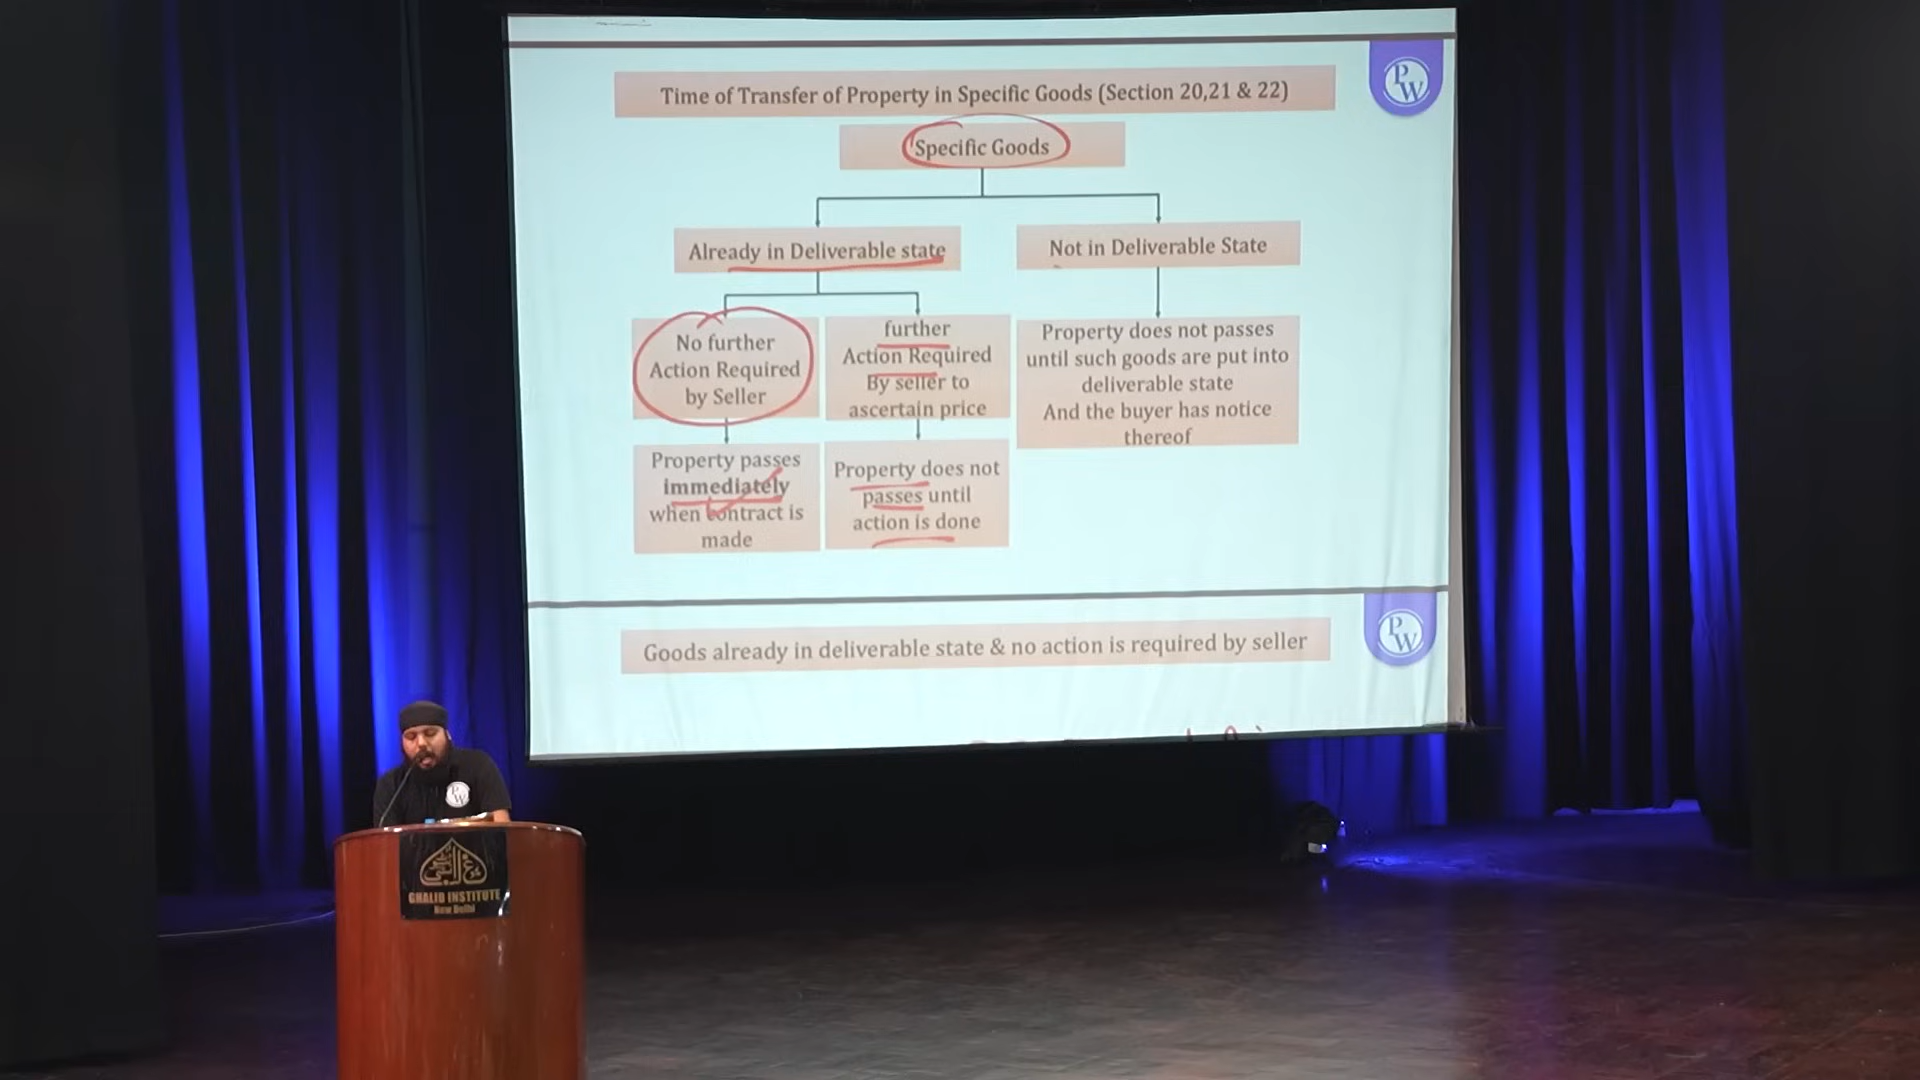 Time of Transfer of Property in Specific Goods (Section 20,21 & 22)
PW
Specific Goods
Already in Deliverable state
Not in Deliverable State
No further
Action Required
by Seller
further
Action Required
By seller to
ascertain price
Property does not passes
until such goods are put into
deliverable state
And the buyer has notice
thereof
Property passes
immediately
when contract is
made
Property does not
passes until
action is done
Goods already in deliverable state & no action is required by seller
PW
PW
غالب
GHALIB INSTITUTE
New Delhi